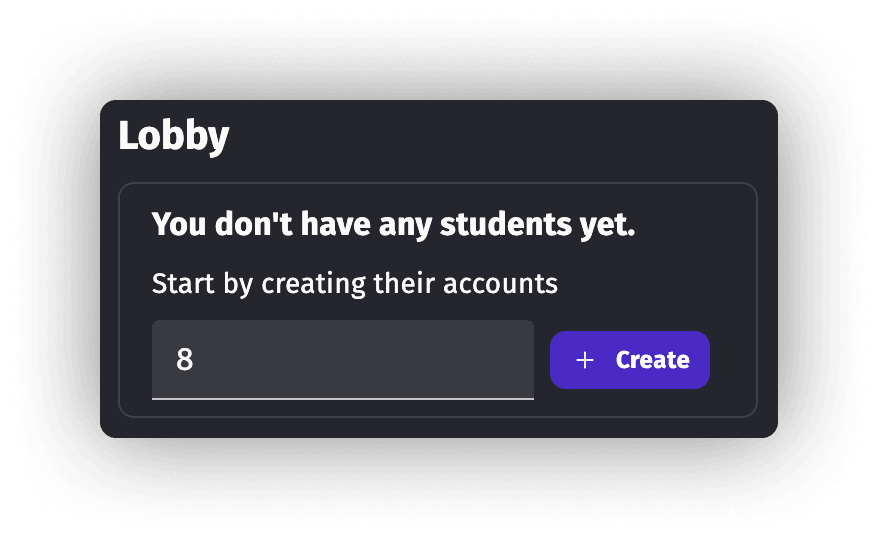 Lobby
You don't have any students yet.
Start by creating their accounts
8
+ Create